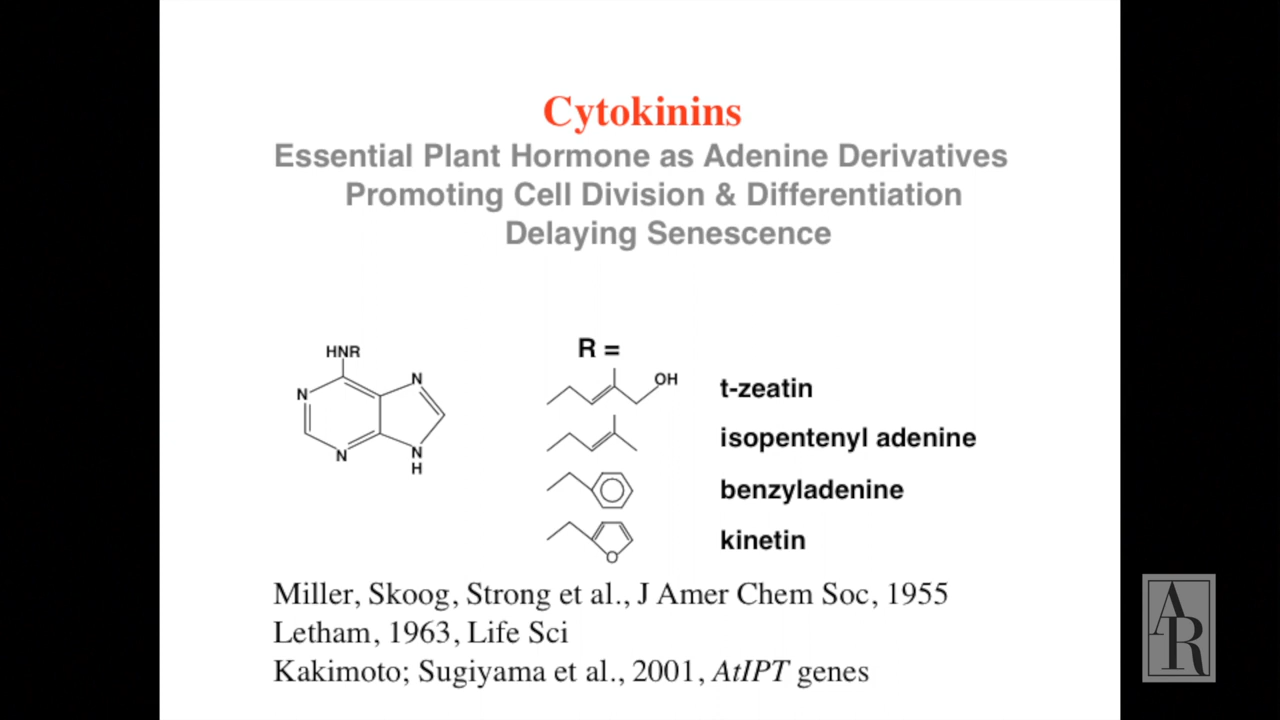 Cytokinins
Essential Plant Hormone as Adenine Derivatives
Promoting Cell Division & Differentiation
Delaying Senescence
HNR
N
N
N
N
H
R =
OH
t-zeatin
isopentenyl adenine
benzyladenine
O
kinetin
Miller, Skoog, Strong et al., J Amer Chem Soc, 1955
Letham, 1963, Life Sci
Kakimoto; Sugiyama et al., 2001, AtIPT genes
AR